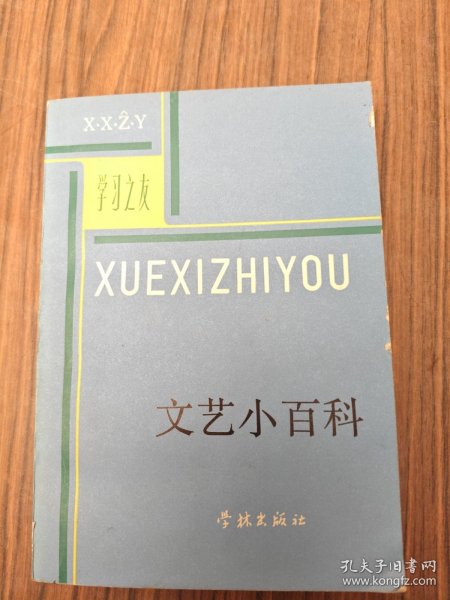 X·X·Ẑ·Y
学习之友
XUEXIZHIYOU
文艺小百科
学林出版社
孔夫子旧书网
www.kongfz.com